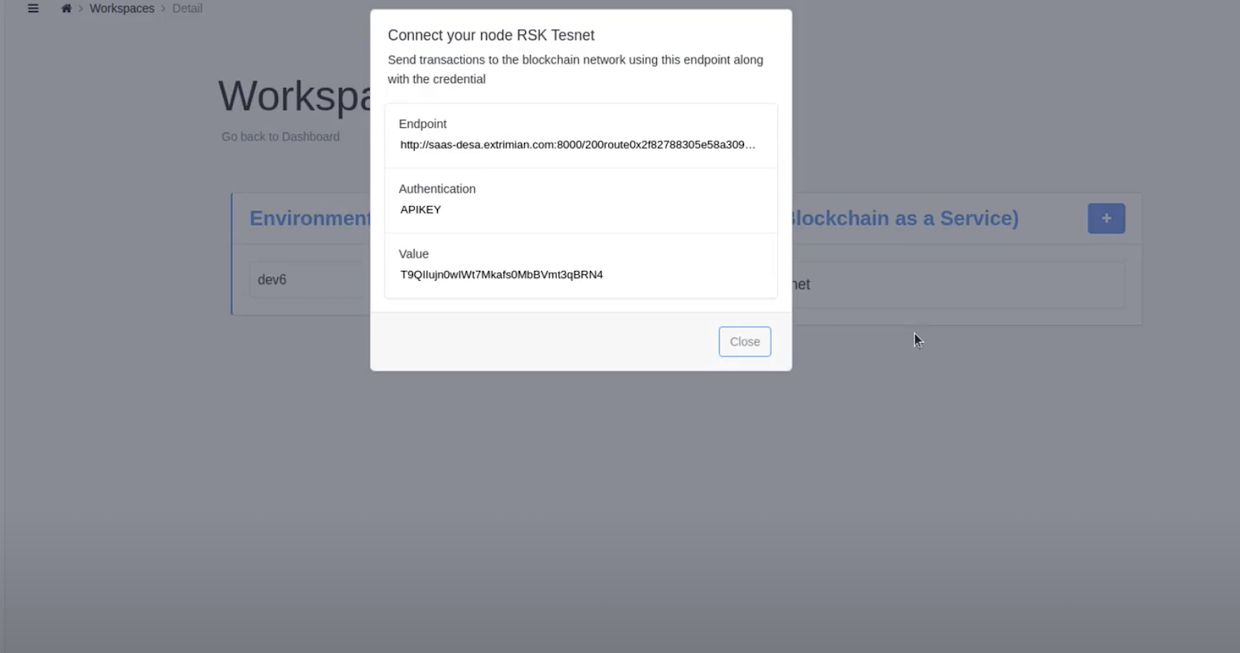 Workspaces
Detail
Connect your node RSK Tesnet
Send transactions to the blockchain network using this endpoint along
with the credential
Endpoint
http://saas-desa.extrimian.com:8000/200route0x2f82788305e58a309...
Authentication
APIKEY
Value
T9QIlujn0wIWt7Mkafs0MbBVmt3qBRN4
Close
Workspa
Go back to Dashboard
Environment
dev6
Blockchain as a Service)
+
net